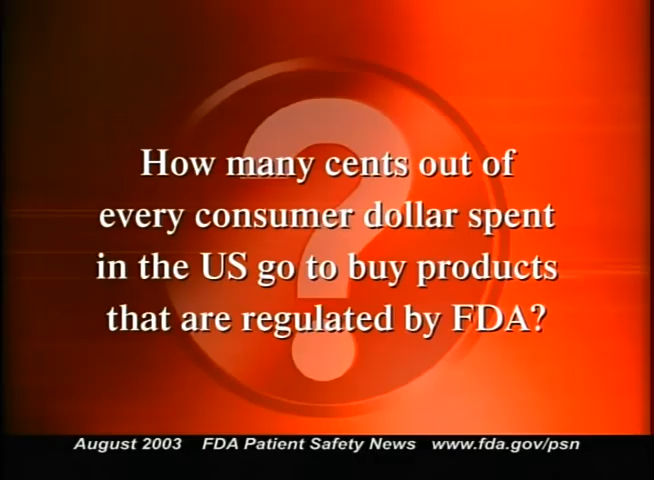 How many cents out of
every consumer dollar spent
in the US go to buy products
that are regulated by FDA?
August 2003 FDA Patient Safety News www.fda.gov/psn